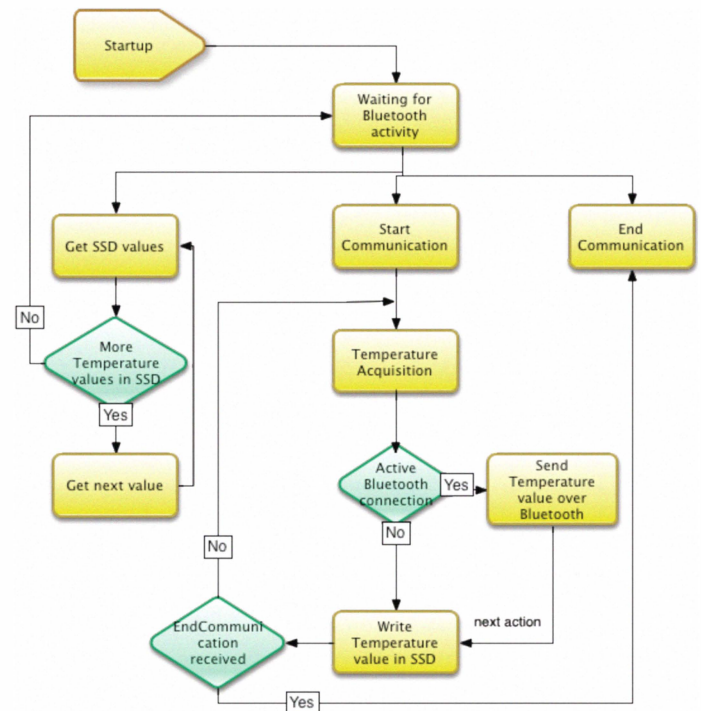 Startup
Waiting for
Bluetooth
activity
Get SSD values
Start
Communication
End
Communication
No
More
Temperature
values in SSD
Temperature
Acquisition
Yes
Get next value
Active
Bluetooth
connection
Yes
Send
Temperature
value over
Bluetooth
No
No
EndCommuni
cation
received
Write
Temperature
value in SSD
next action
Yes